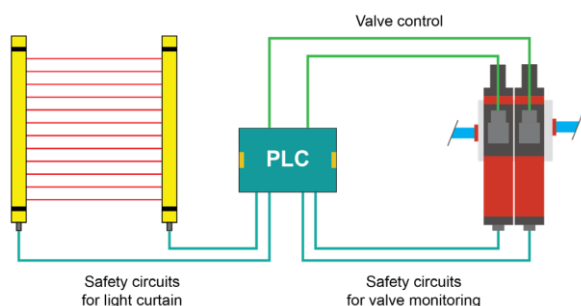 Valve control
PLC
Safety circuits
for light curtain
Safety circuits
for valve monitoring